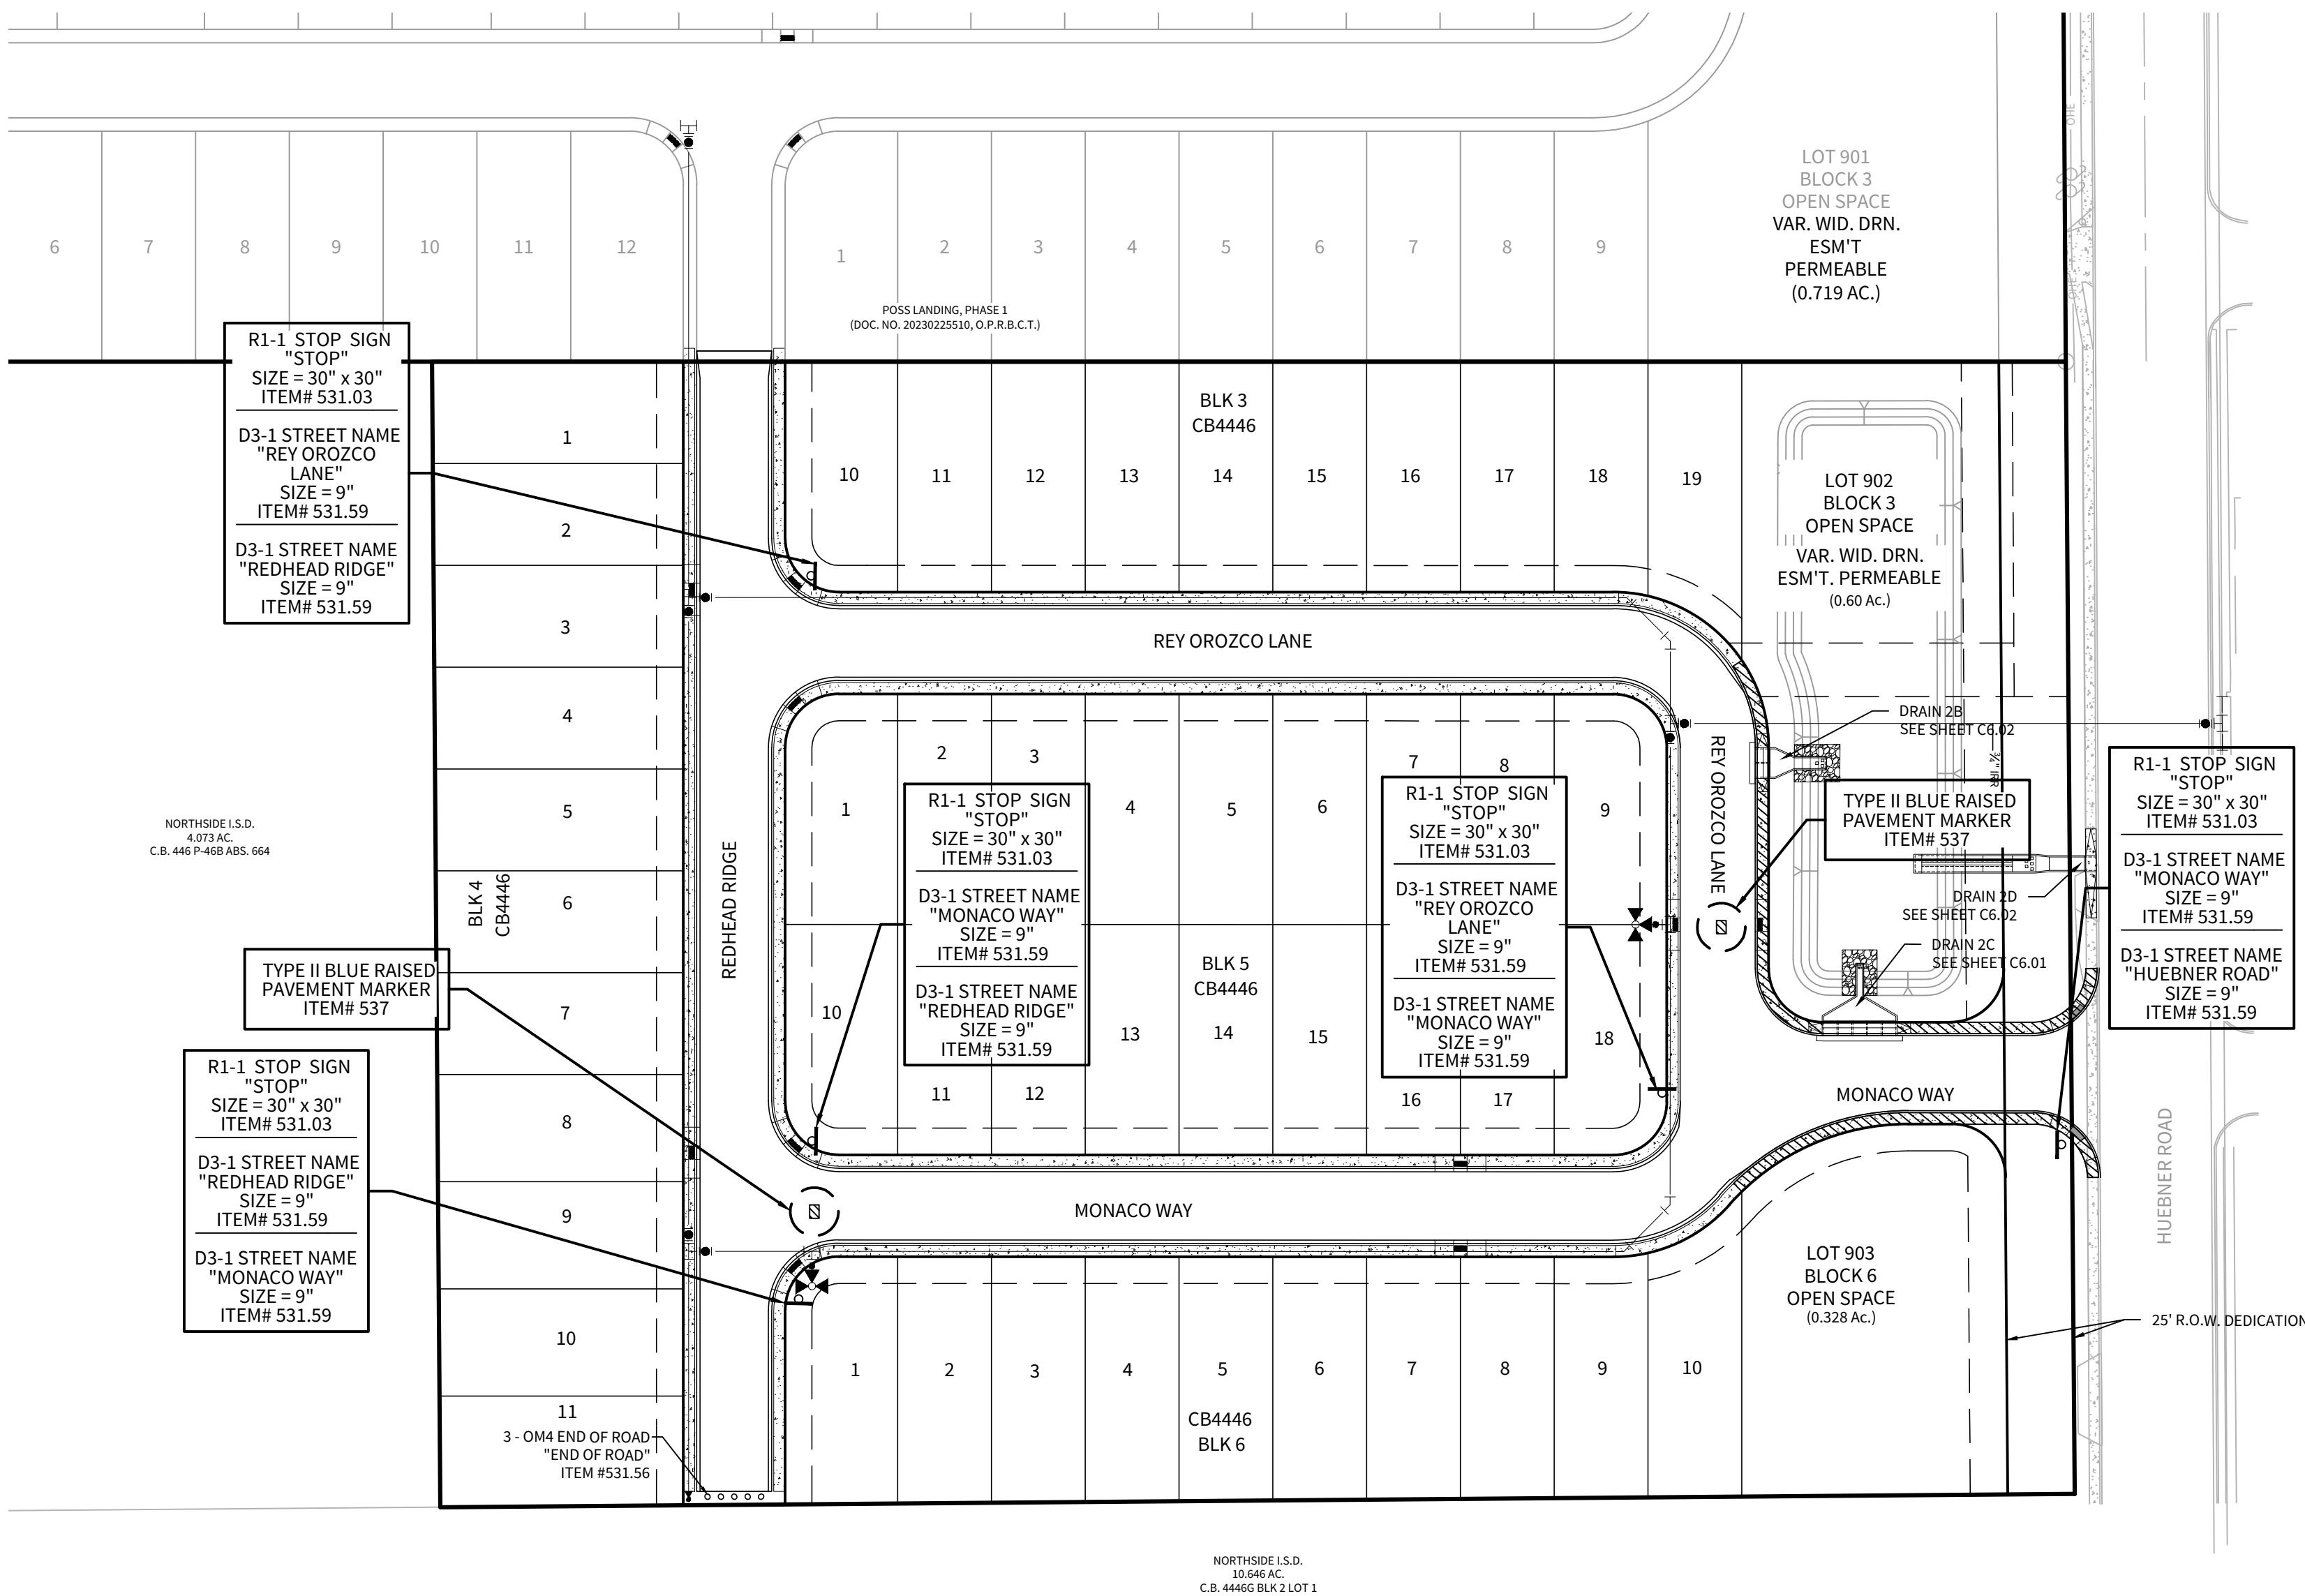 6
7
8
9
10
11
12
1
2
3
4
5
6
7
8
9
LOT 901
BLOCK 3
OPEN SPACE
VAR. WID. DRN.
ESM'T
PERMEABLE
(0.719 AC.)
OHE
POSS LANDING, PHASE 1
(DOC. NO. 20230225510, O.P.R.B.C.T.)
R1-1 STOP SIGN
"STOP"
SIZE = 30" x 30"
ITEM# 531.03
D3-1 STREET NAME
"REY OROZCO
LANE"
SIZE = 9"
ITEM# 531.59
D3-1 STREET NAME
"REDHEAD RIDGE"
SIZE = 9"
ITEM# 531.59
BLK 3
CB4446
10
11
12
13
14
15
16
17
18
19
LOT 902
BLOCK 3
OPEN SPACE
VAR. WID. DRN.
ESM'T. PERMEABLE
(0.60 Ac.)
1
2
3
4
5
6
7
8
9
10
11
BLK 4
CB4446
REDHEAD RIDGE
REY OROZCO LANE
REY OROZCO LANE
1
2
3
4
5
6
7
8
9
10
11
12
13
14
15
16
17
18
BLK 5
CB4446
R1-1 STOP SIGN
"STOP"
SIZE = 30" x 30"
ITEM# 531.03
D3-1 STREET NAME
"MONACO WAY"
SIZE = 9"
ITEM# 531.59
D3-1 STREET NAME
"REDHEAD RIDGE"
SIZE = 9"
ITEM# 531.59
R1-1 STOP SIGN
"STOP"
SIZE = 30" x 30"
ITEM# 531.03
D3-1 STREET NAME
"REY OROZCO
LANE"
SIZE = 9"
ITEM# 531.59
D3-1 STREET NAME
"MONACO WAY"
SIZE = 9"
ITEM# 531.59
DRAIN 2B
SEE SHEET C6.02
TYPE II BLUE RAISED
PAVEMENT MARKER
ITEM# 537
DRAIN 2D
SEE SHEET C6.02
DRAIN 2C
SEE SHEET C6.01
R1-1 STOP SIGN
"STOP"
SIZE = 30" x 30"
ITEM# 531.03
D3-1 STREET NAME
"MONACO WAY"
SIZE = 9"
ITEM# 531.59
D3-1 STREET NAME
"HUEBNER ROAD"
SIZE = 9"
ITEM# 531.59
NORTHSIDE I.S.D.
4.073 AC.
C.B. 446 P-46B ABS. 664
TYPE II BLUE RAISED
PAVEMENT MARKER
ITEM# 537
R1-1 STOP SIGN
"STOP"
SIZE = 30" x 30"
ITEM# 531.03
D3-1 STREET NAME
"REDHEAD RIDGE"
SIZE = 9"
ITEM# 531.59
D3-1 STREET NAME
"MONACO WAY"
SIZE = 9"
ITEM# 531.59
MONACO WAY
MONACO WAY
HUEBNER ROAD
LOT 903
BLOCK 6
OPEN SPACE
(0.328 Ac.)
25' R.O.W. DEDICATION
1
2
3
4
5
6
7
8
9
10
CB4446
BLK 6
3 - OM4 END OF ROAD
"END OF ROAD"
ITEM #531.56
NORTHSIDE I.S.D.
10.646 AC.
C.B. 4446G BLK 2 LOT 1